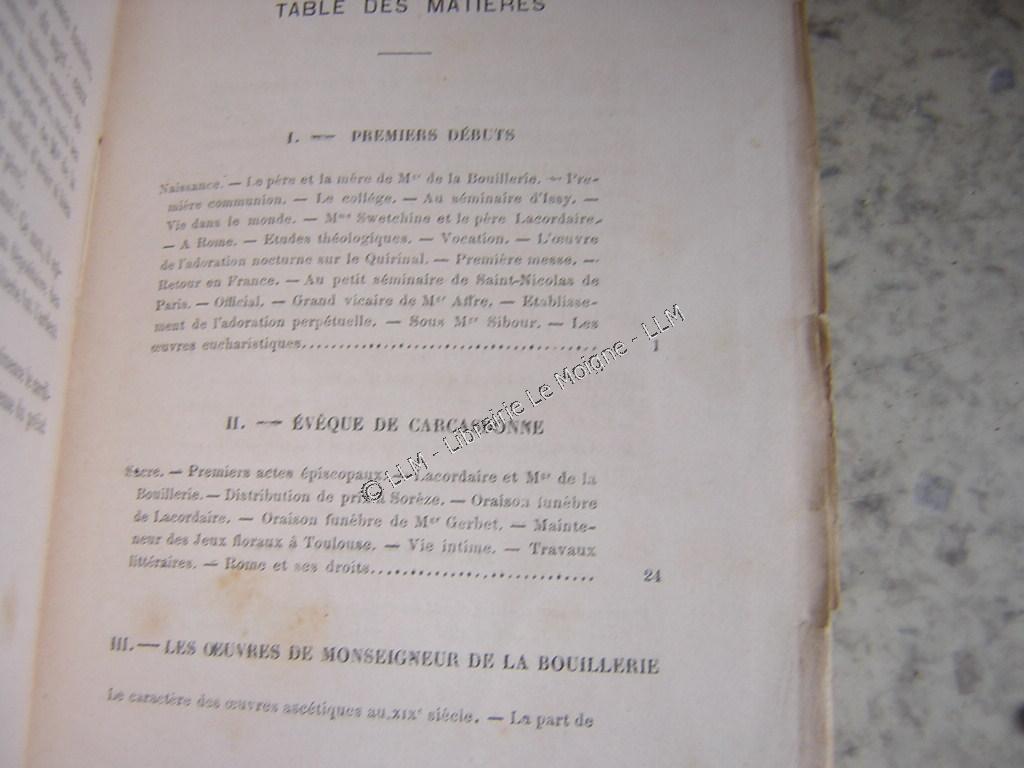 TABLE DES MATIÈRES
I. — PREMIERS DÉBUTS
Naissance. — Le père et la mère de Mgr de la Bouillerie. — Pre-
mière communion. — Le collège. — Au séminaire d'Issy. —
Vie dans le monde. — Mme Swetchine et le père Lacordaire.
— A Rome. — Etudes théologiques. — Vocation. — L'œuvre
de l'adoration nocturne sur le Quirinal. — Première messe. —
Retour en France. — Au petit séminaire de Saint-Nicolas de
Paris. — Official. — Grand vicaire de Mgr Affre. — Etablisse-
ment de l'adoration perpétuelle. — Sous Mgr Sibour. — Les
œuvres eucharistiques........................................ 1
II. — ÉVÊQUE DE CARCASSONNE
Sacre. — Premiers actes épiscopaux. — Lacordaire et Mgr de la
Bouillerie. — Distribution de prix à Sorèze. — Oraison funèbre
de Lacordaire. — Oraison funèbre de Mgr Gerbet. — Mainte-
neur des Jeux floraux à Toulouse. — Vie intime. — Travaux
littéraires. — Rome et ses droits.............................. 24
III. — LES ŒUVRES DE MONSEIGNEUR DE LA BOUILLERIE
Le caractère des œuvres ascétiques au XIXe siècle. — La part de
© LLM - Librairie Le Moigne - LLM